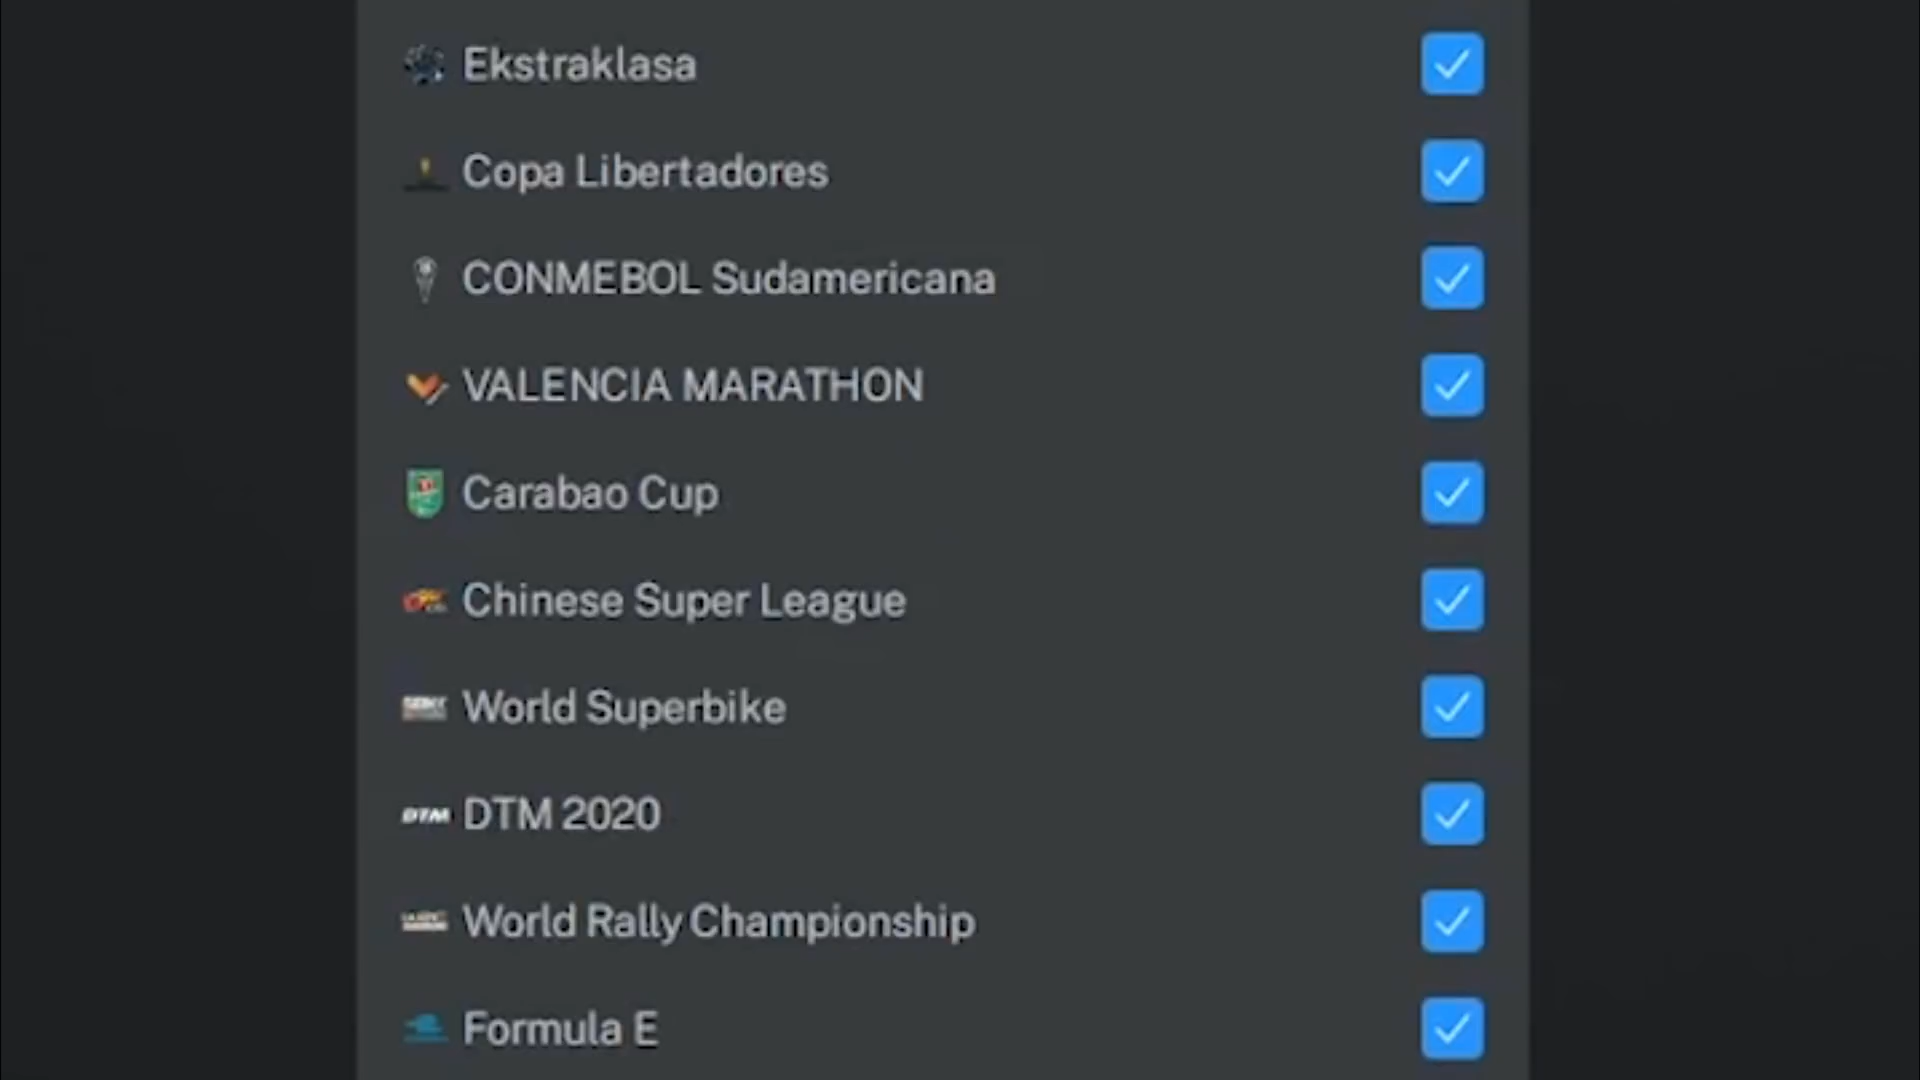 Ekstraklasa
Copa Libertadores
CONMEBOL Sudamericana
VALENCIA MARATHON
Carabao Cup
Chinese Super League
World Superbike
DTM DTM 2020
World Rally Championship
Formula E